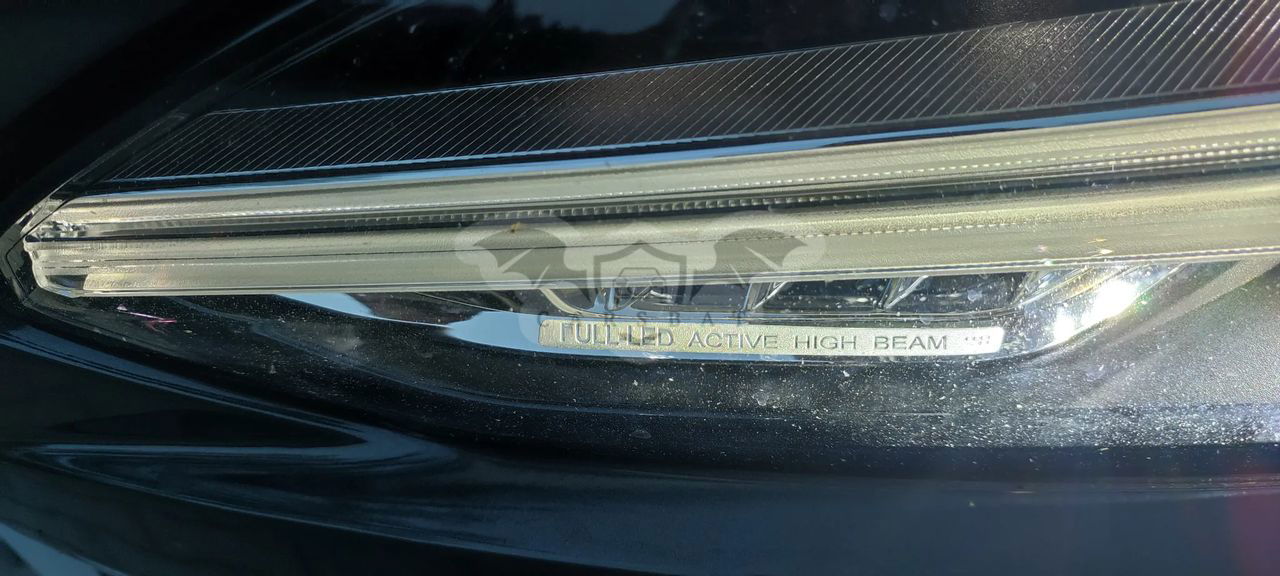 FULL-LED ACTIVE HIGH BEAM